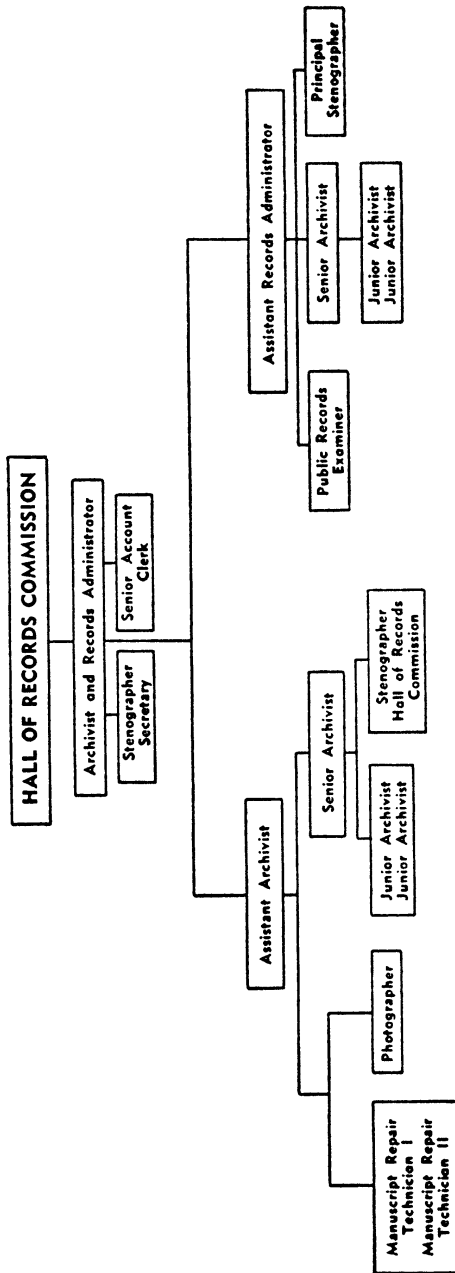 HALL OF RECORDS COMMISSION
Archivist and Records Administrator
Stenographer
Secretary
Senior Account
Clerk
Assistant Archivist
Assistant Records Administrator
Manuscript Repair
Technician I
Manuscript Repair
Technician II
Photographer
Senior Archivist
Junior Archivist
Junior Archivist
Stenographer
Hall of Records
Commission
Public Records
Examiner
Senior Archivist
Junior Archivist
Junior Archivist
Principal
Stenographer